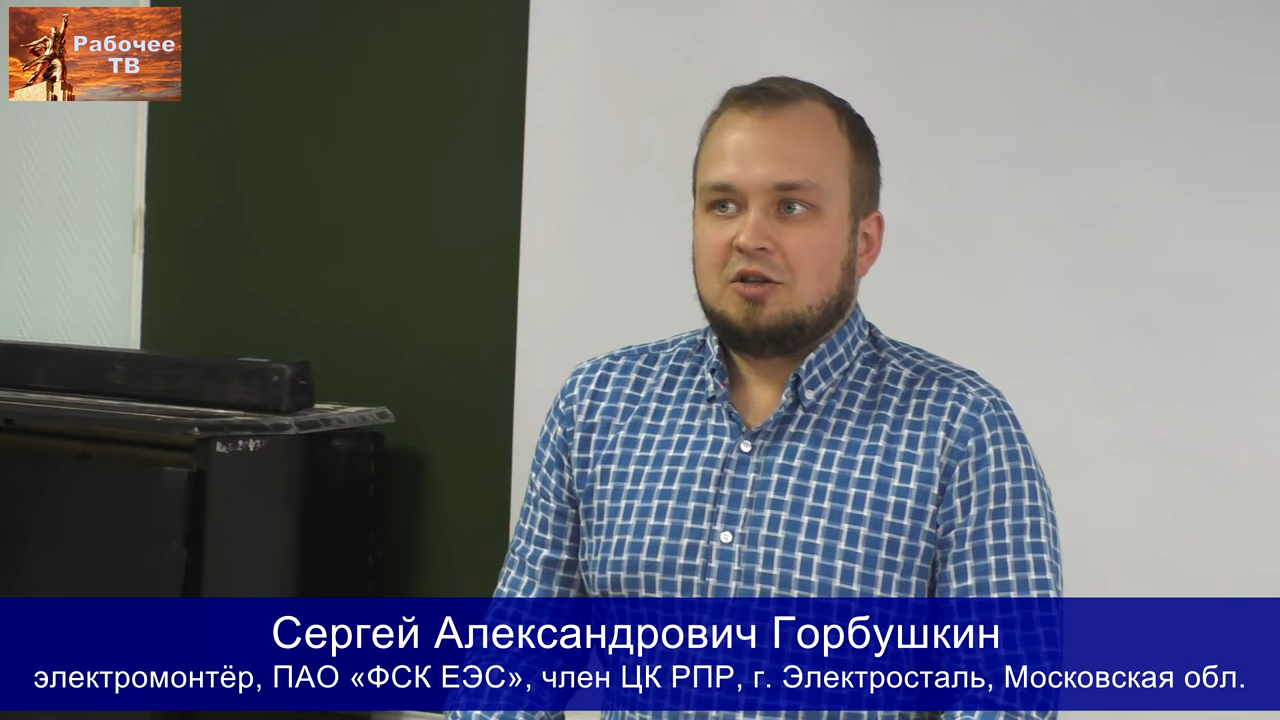 Рабочее
ТВ
Сергей Александрович Горбушкин
электромонтёр, ПАО «ФСК ЕЭС», член ЦК РПР, г. Электросталь, Московская обл.